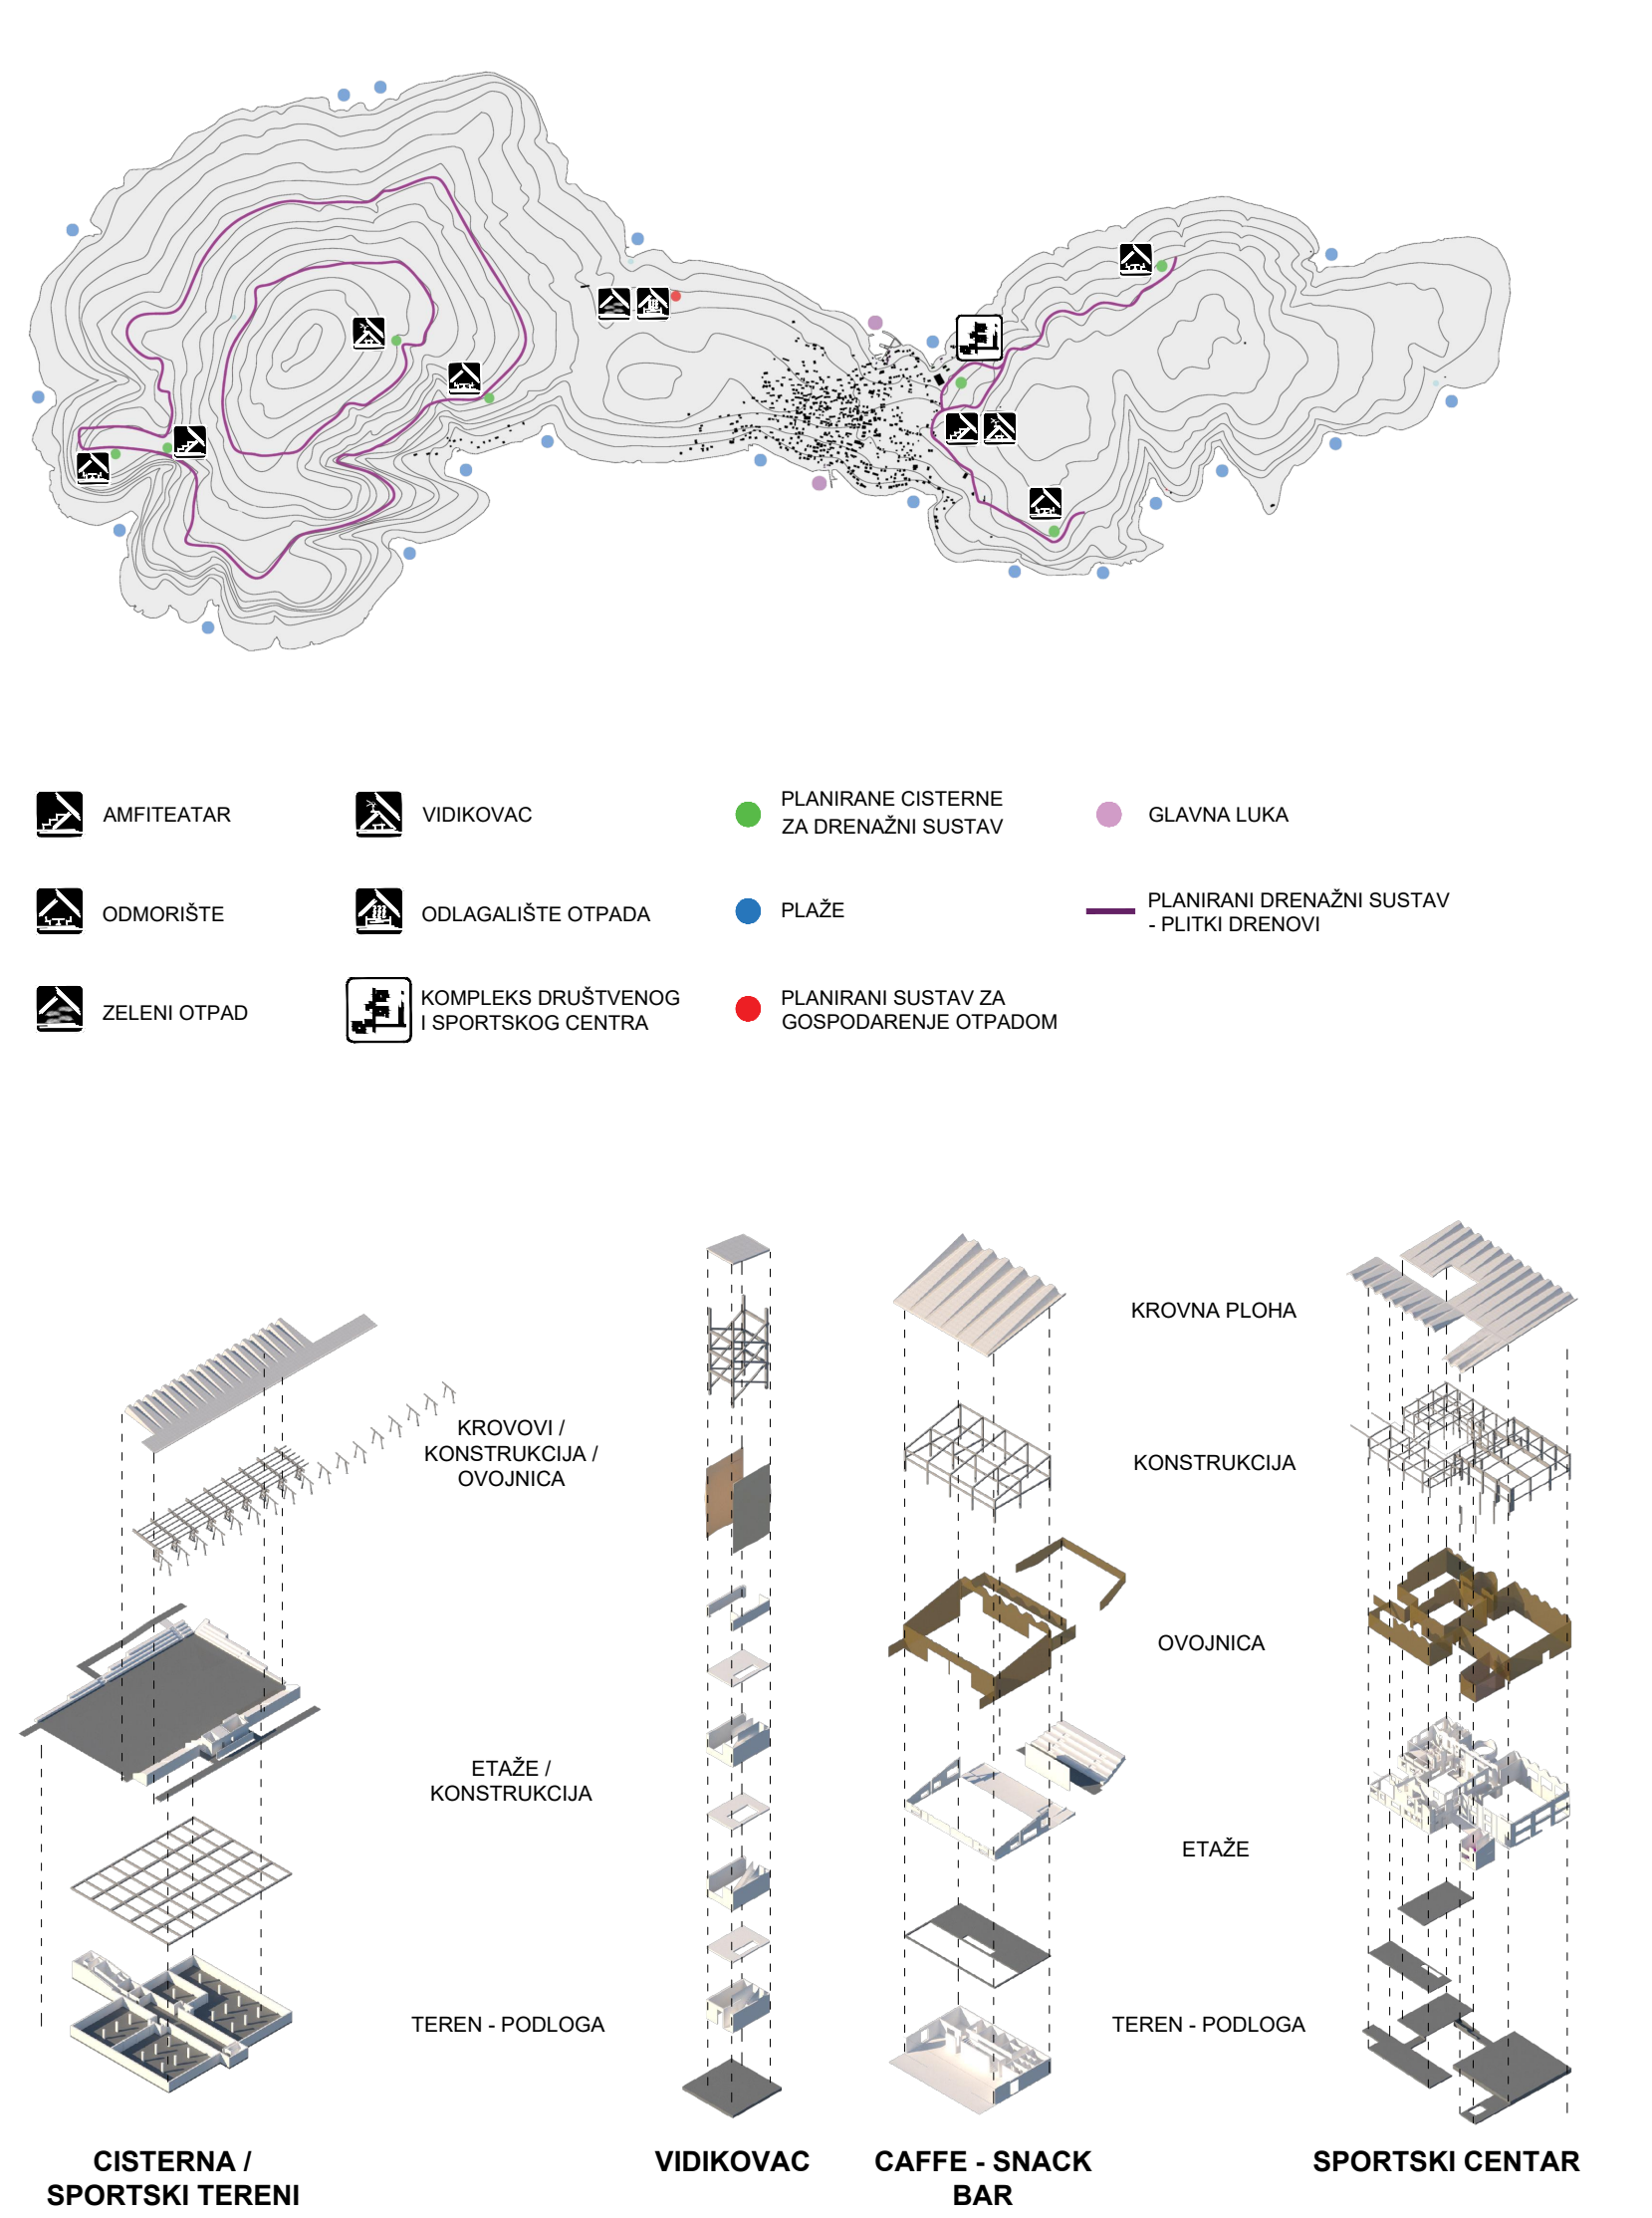 AMFITEATAR
VIDIKOVAC
PLANIRANE CISTERNE
ZA DRENAŽNI SUSTAV
GLAVNA LUKA
ODMORIŠTE
ODLAGALIŠTE OTPADA
PLAŽE
PLANIRANI DRENAŽNI SUSTAV
- PLITKI DRENOVI
ZELENI OTPAD
KOMPLEKS DRUŠTVENOG
I SPORTSKOG CENTRA
PLANIRANI SUSTAV ZA
GOSPODARENJE OTPADOM
KROVOVI /
KONSTRUKCIJA /
OVOJNICA
ETAŽE /
KONSTRUKCIJA
TEREN - PODLOGA
KROVNA PLOHA
KONSTRUKCIJA
OVOJNICA
ETAŽE
TEREN - PODLOGA
CISTERNA /
SPORTSKI TERENI
VIDIKOVAC
CAFFE - SNACK
BAR
SPORTSKI CENTAR